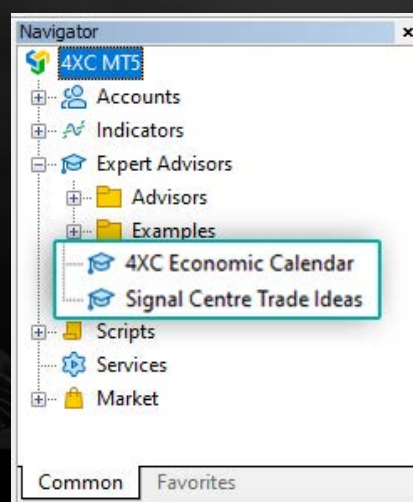 Navigator
4XC MT5
Accounts
Indicators
Expert Advisors
Advisors
Examples
4XC Economic Calendar
Signal Centre Trade Ideas
Scripts
Services
Market
Common Favorites